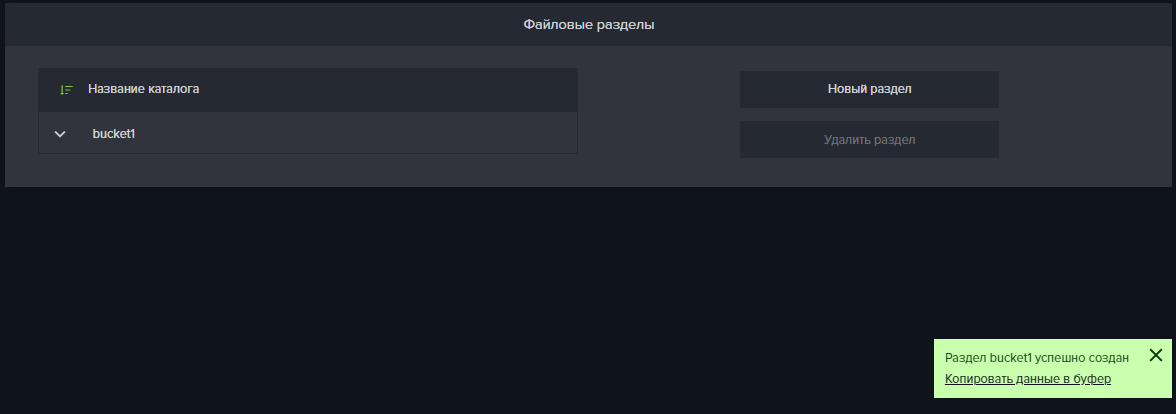 Файловые разделы
Название каталога
Новый раздел
bucket1
Удалить раздел
Раздел bucket1 успешно создан
Копировать данные в буфер